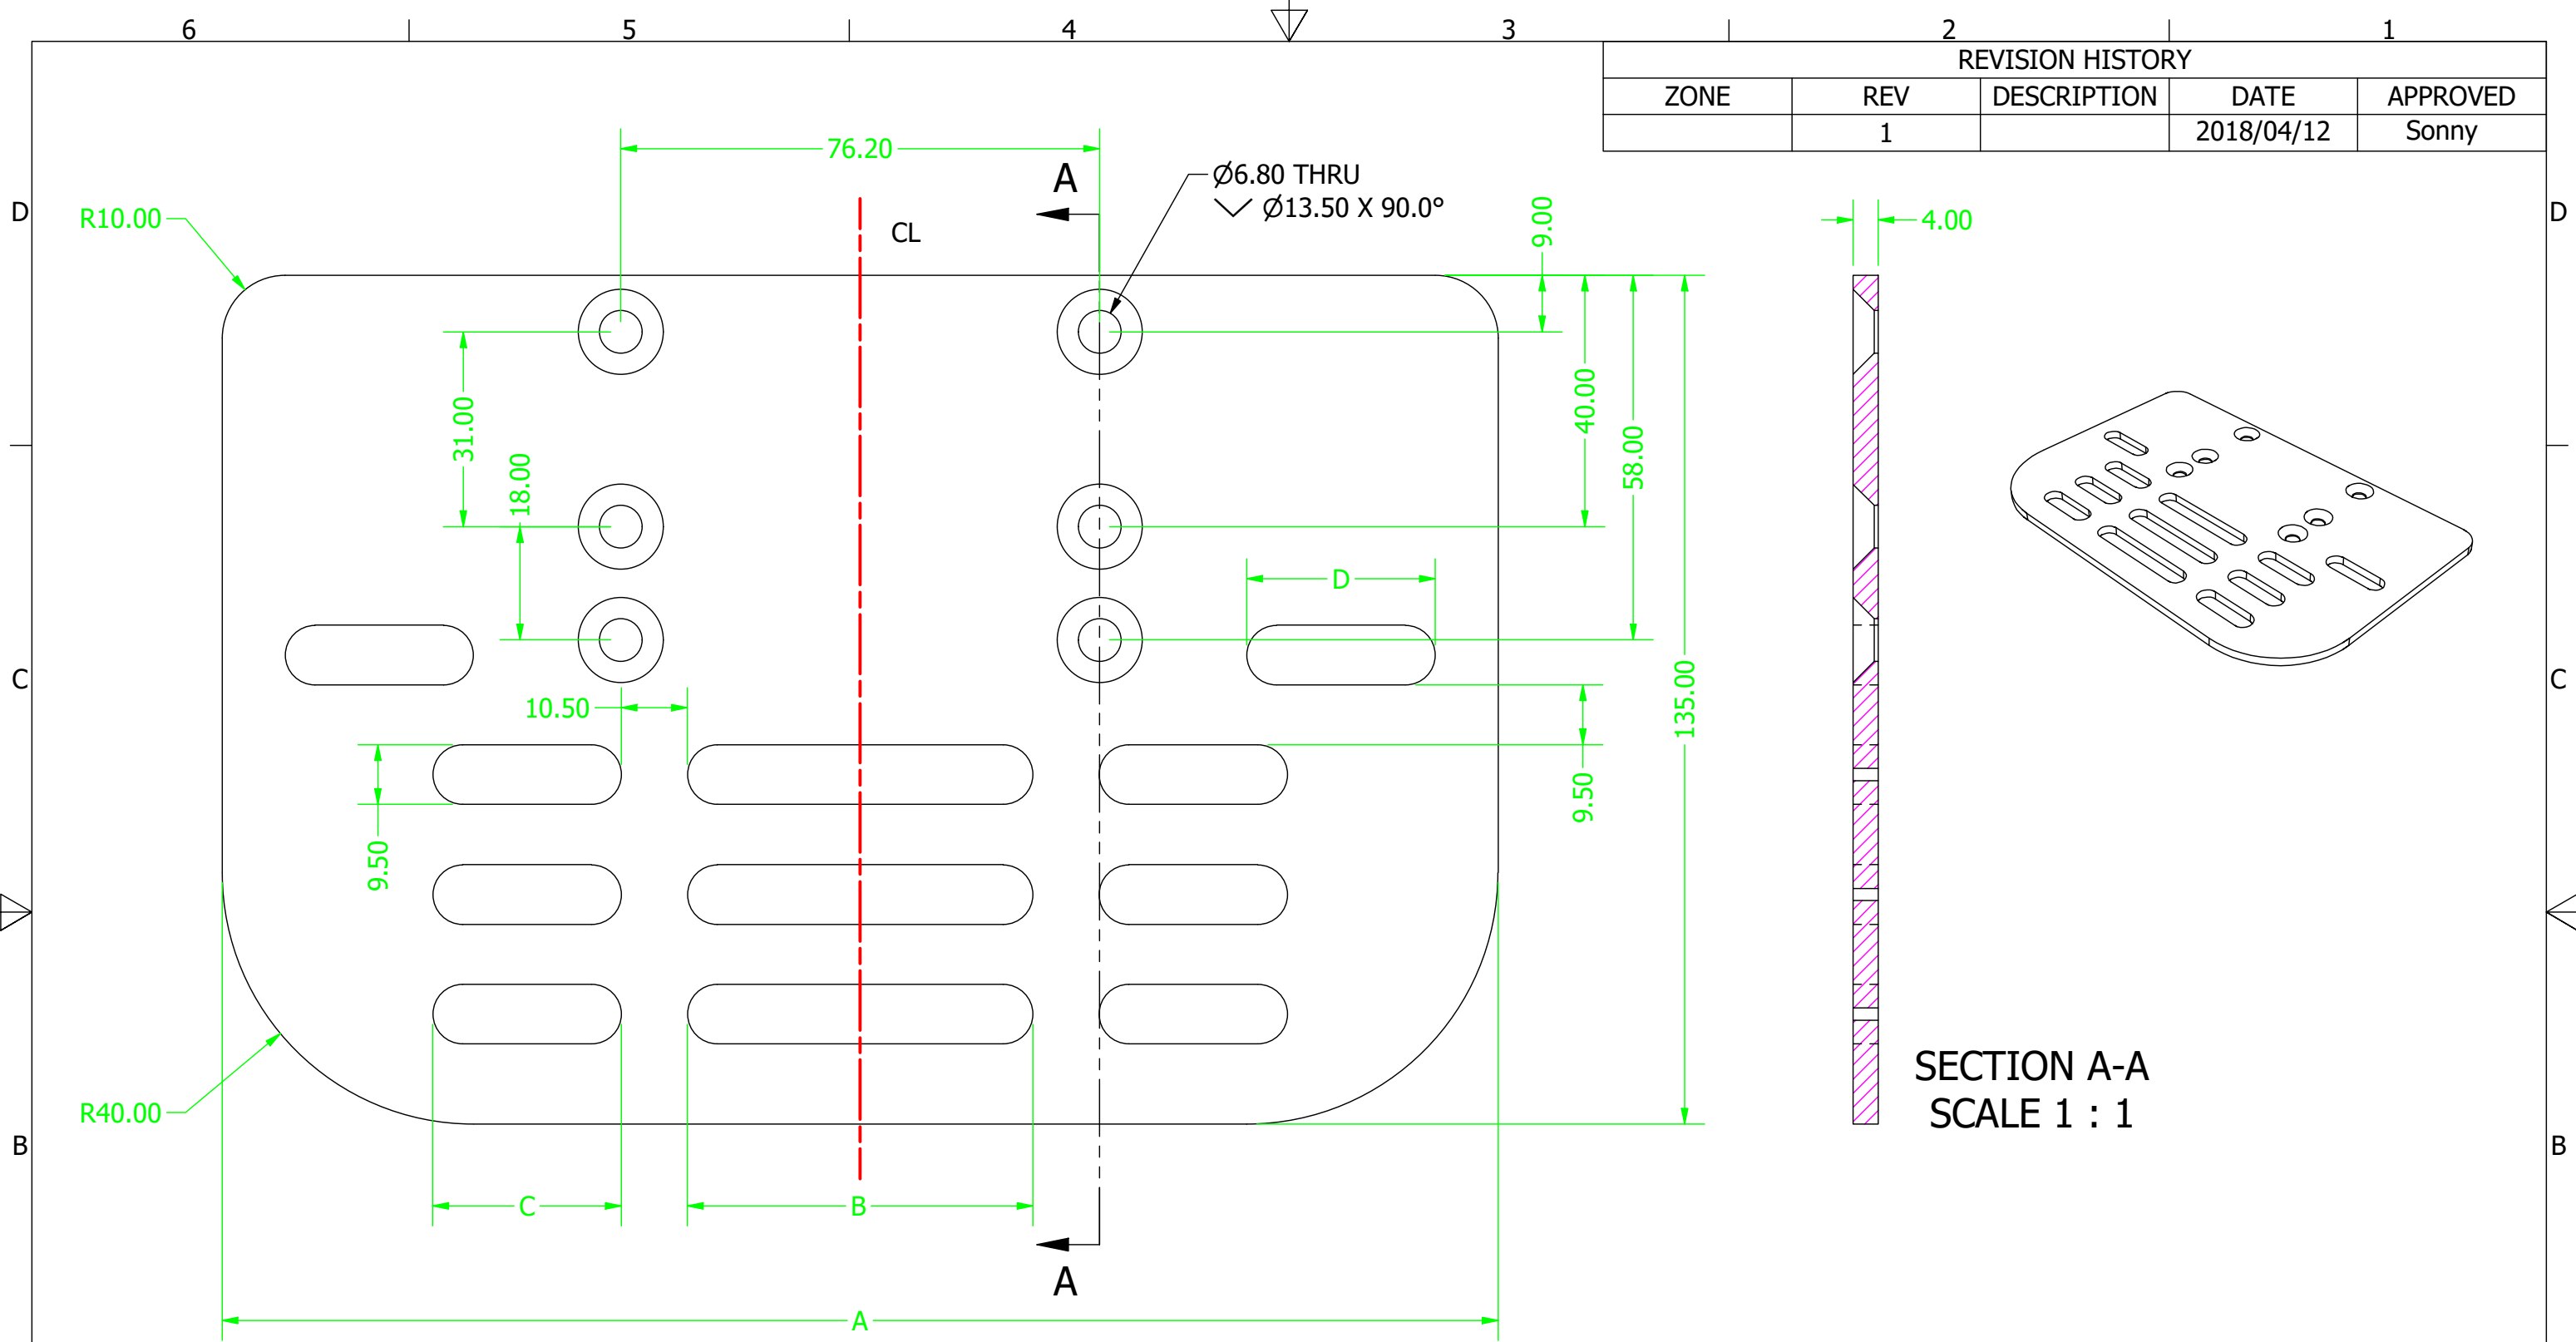 6 5 4 3 2 1
REVISION HISTORY
ZONE REV DESCRIPTION DATE APPROVED
1 2018/04/12 Sonny
76.20
A
Ø6.80 THRU
Ø13.50 X 90.0°
D
R10.00
CL
9.00
4.00
D
31.00
18.00
40.00
58.00
D
C
10.50
135.00
C
9.50
9.50
SECTION A-A
SCALE 1 : 1
R40.00
B
B
C
B
A
A